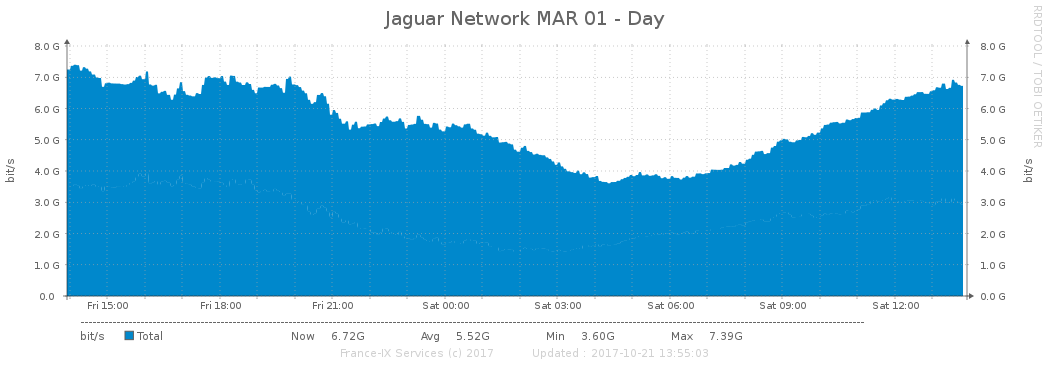 Jaguar Network MAR 01 - Day
RRDTOOL / TOBI OETIKER
bit/s
8.0 G
7.0 G
6.0 G
5.0 G
4.0 G
3.0 G
2.0 G
1.0 G
0.0
8.0 G
7.0 G
6.0 G
5.0 G
4.0 G
3.0 G
2.0 G
1.0 G
0.0 G
bit/s
Fri 15:00 Fri 18:00 Fri 21:00 Sat 00:00 Sat 03:00 Sat 06:00 Sat 09:00 Sat 12:00
bit/s Total Now 6.72G Avg 5.52G Min 3.60G Max 7.39G
France-IX Services (c) 2017 Updated : 2017-10-21 13:55:03